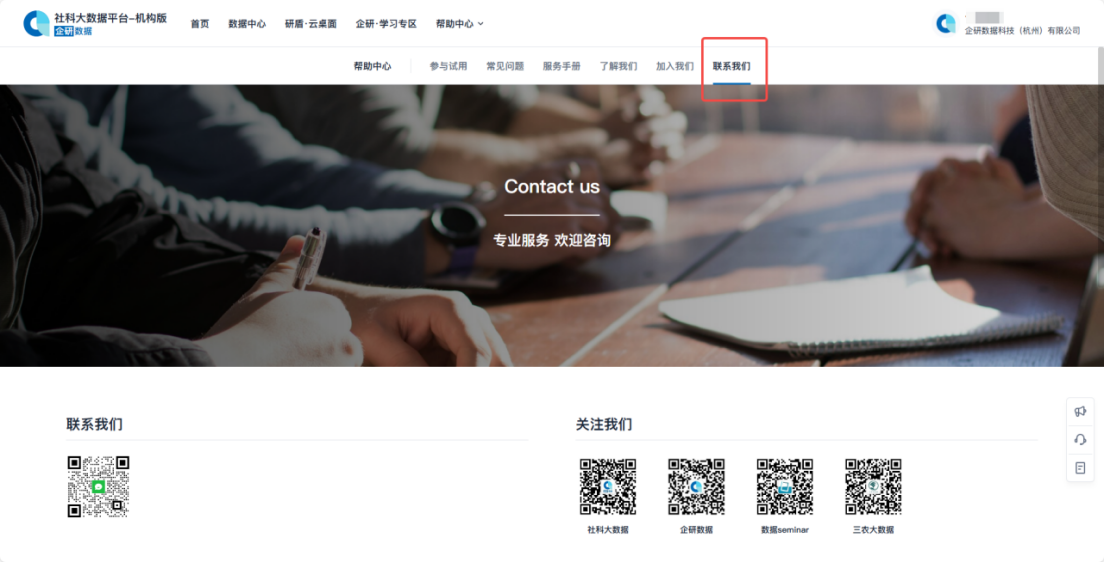 社科大数据平台-机构版
企研数据
首页 数据中心 研盾·云桌面 企研·学习专区 帮助中心
企研数据科技（杭州）有限公司
帮助中心 参与试用 常见问题 服务手册 了解我们 加入我们 联系我们
Contact us
专业服务 欢迎咨询
联系我们
关注我们
社科大数据 企研数据 数据seminar 三农大数据